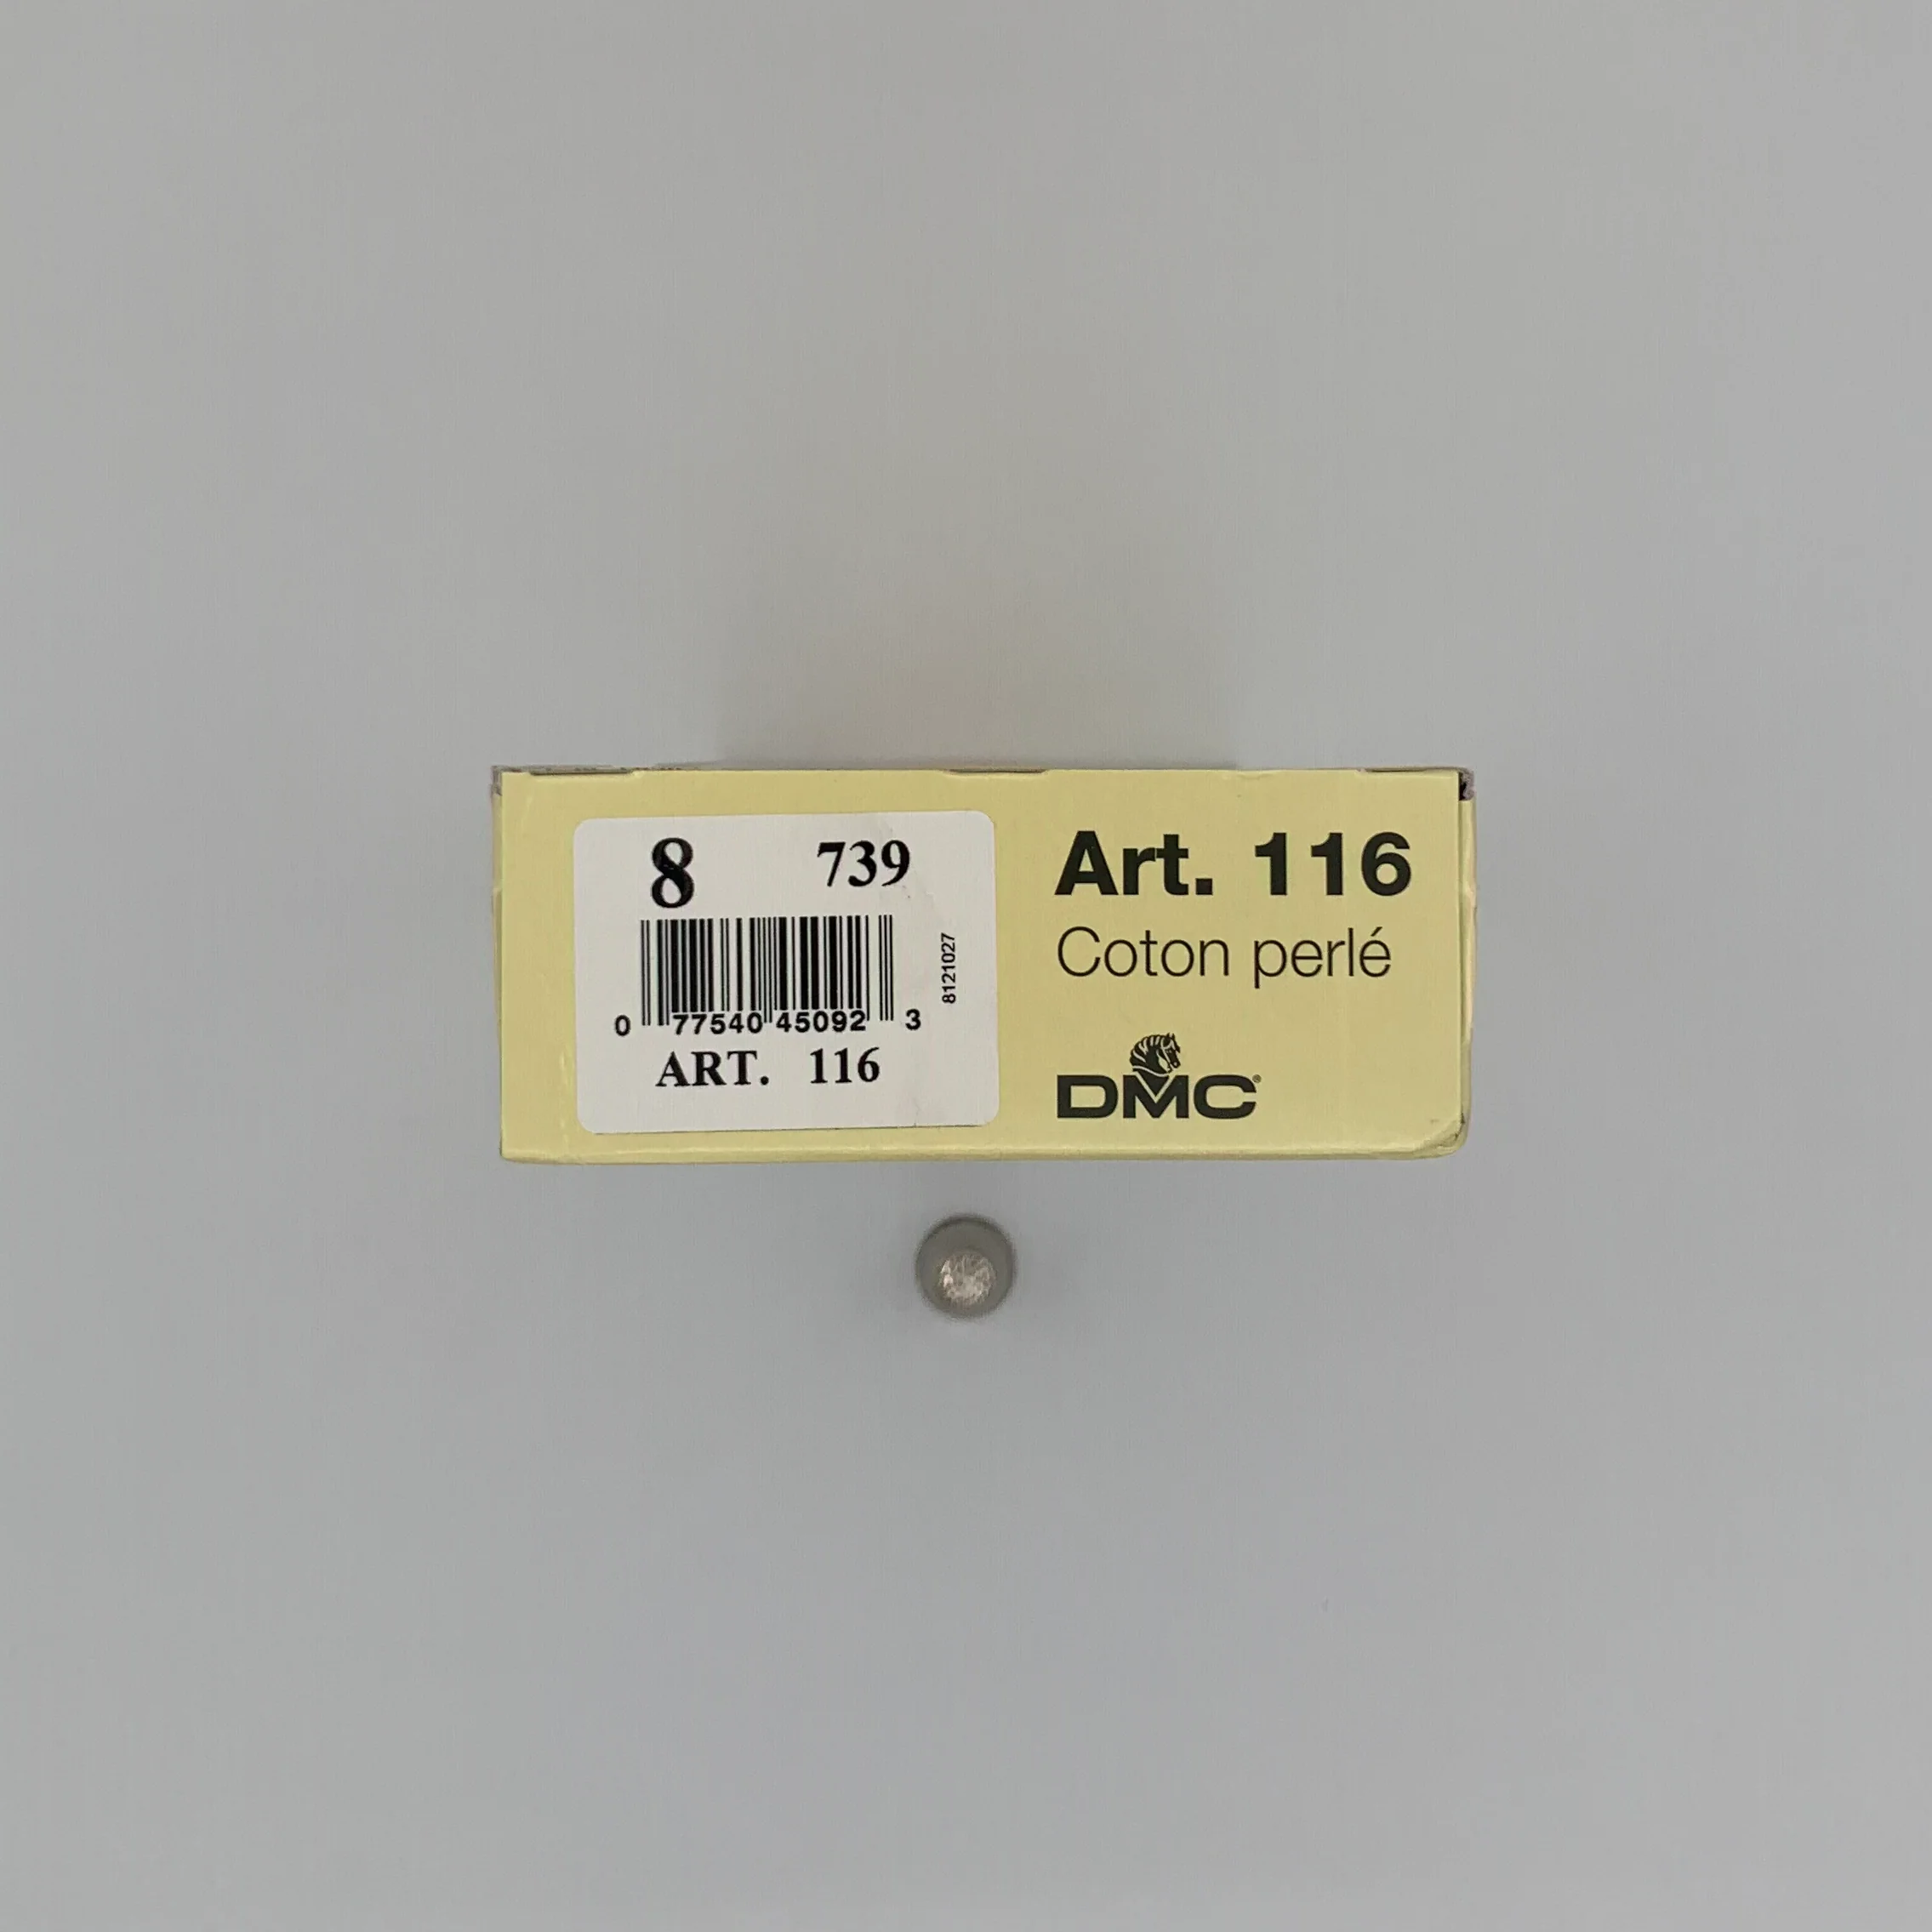 8 739
8121027
0 77540 45092 3
ART. 116
Art. 116
Coton perlé
DMC®